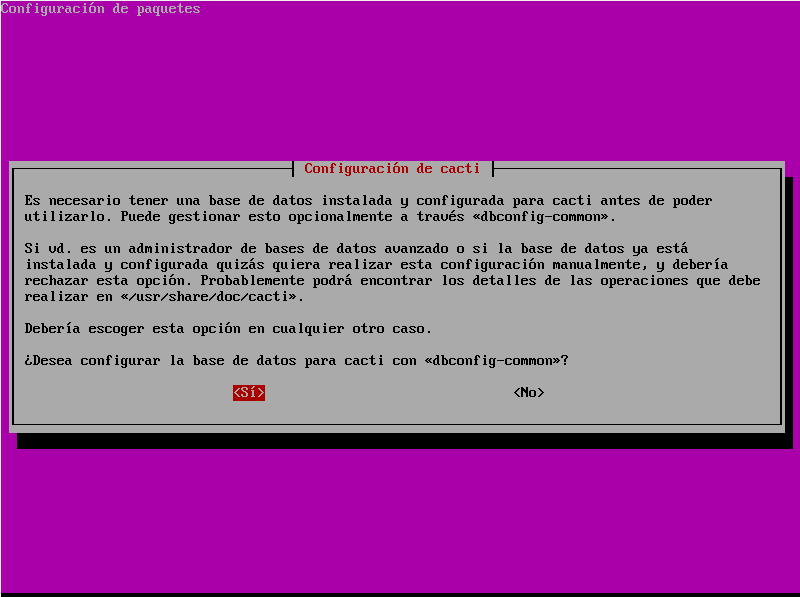 Configuración de paquetes
Configuración de cacti
Es necesario tener una base de datos instalada y configurada para cacti antes de poder
utilizarlo. Puede gestionar esto opcionalmente a través «dbconfig-common».
Si vd. es un administrador de bases de datos avanzado o si la base de datos ya está
instalada y configurada quizás quiera realizar esta configuración manualmente, y debería
rechazar esta opción. Probablemente podrá encontrar los detalles de las operaciones que debe
realizar en «/usr/share/doc/cacti».
Debería escoger esta opción en cualquier otro caso.
¿Desea configurar la base de datos para cacti con «dbconfig-common»?
<Sí> <No>